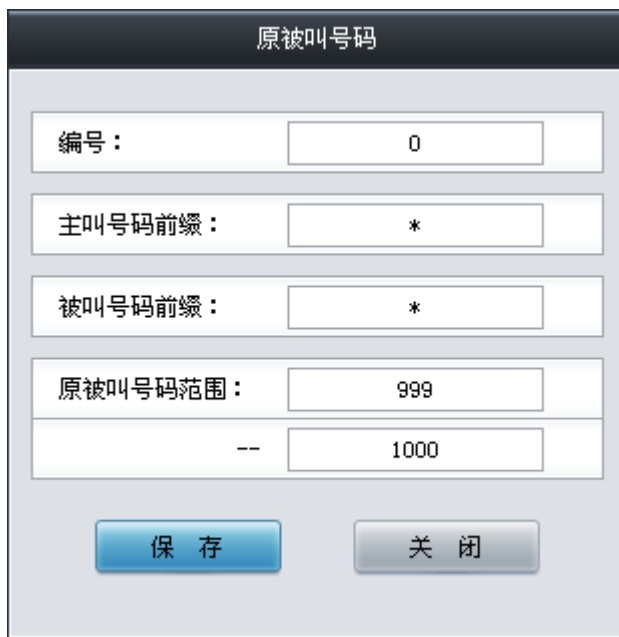 原被叫号码
编号： 0
主叫号码前缀： *
被叫号码前缀： *
原被叫号码范围： 999
-- 1000
保 存 关 闭